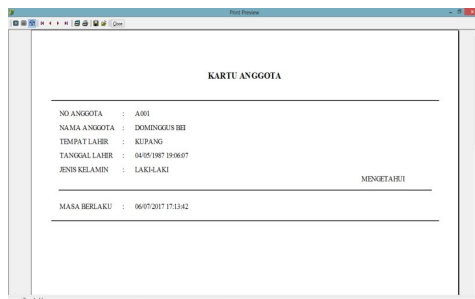 Print Preview
Close
KARTU ANGGOTA
NO ANGGOTA : A001
NAMA ANGGOTA : DOMINGGUS BEI
TEMPAT LAHIR : KUPANG
TANGGAL LAHIR : 04/05/1987 19:06:07
JENIS KELAMIN : LAKI-LAKI
MENGETAHUI
MASA BERLAKU : 06/07/2017 17:13:42